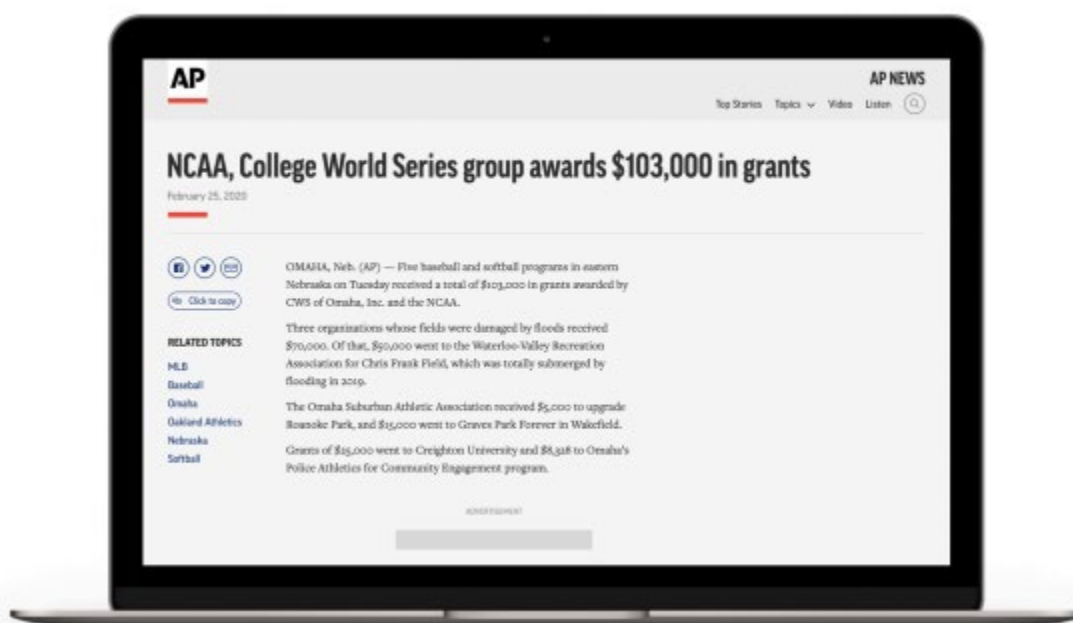 AP
AP NEWS
Top Stories Topics Video Listen
NCAA, College World Series group awards $103,000 in grants
February 25, 2020
Click to copy
RELATED TOPICS
MLB
Baseball
Omaha
Oakland Athletics
Nebraska
Softball
OMAHA, Neb. (AP) — Five baseball and softball programs in eastern
Nebraska on Tuesday received a total of $103,000 in grants awarded by
CWS of Omaha, Inc. and the NCAA.
Three organizations whose fields were damaged by floods received
$70,000. Of that, $50,000 went to the Waterloo-Valley Recreation
Association for Chris Frank Field, which was totally submerged by
flooding in 2019.
The Omaha Suburban Athletic Association received $5,000 to upgrade
Roanoke Park, and $15,000 went to Graves Park Forever in Wakefield.
Grants of $25,000 went to Creighton University and $8,328 to Omaha's
Police Athletics for Community Engagement program.
ADVERTISEMENT